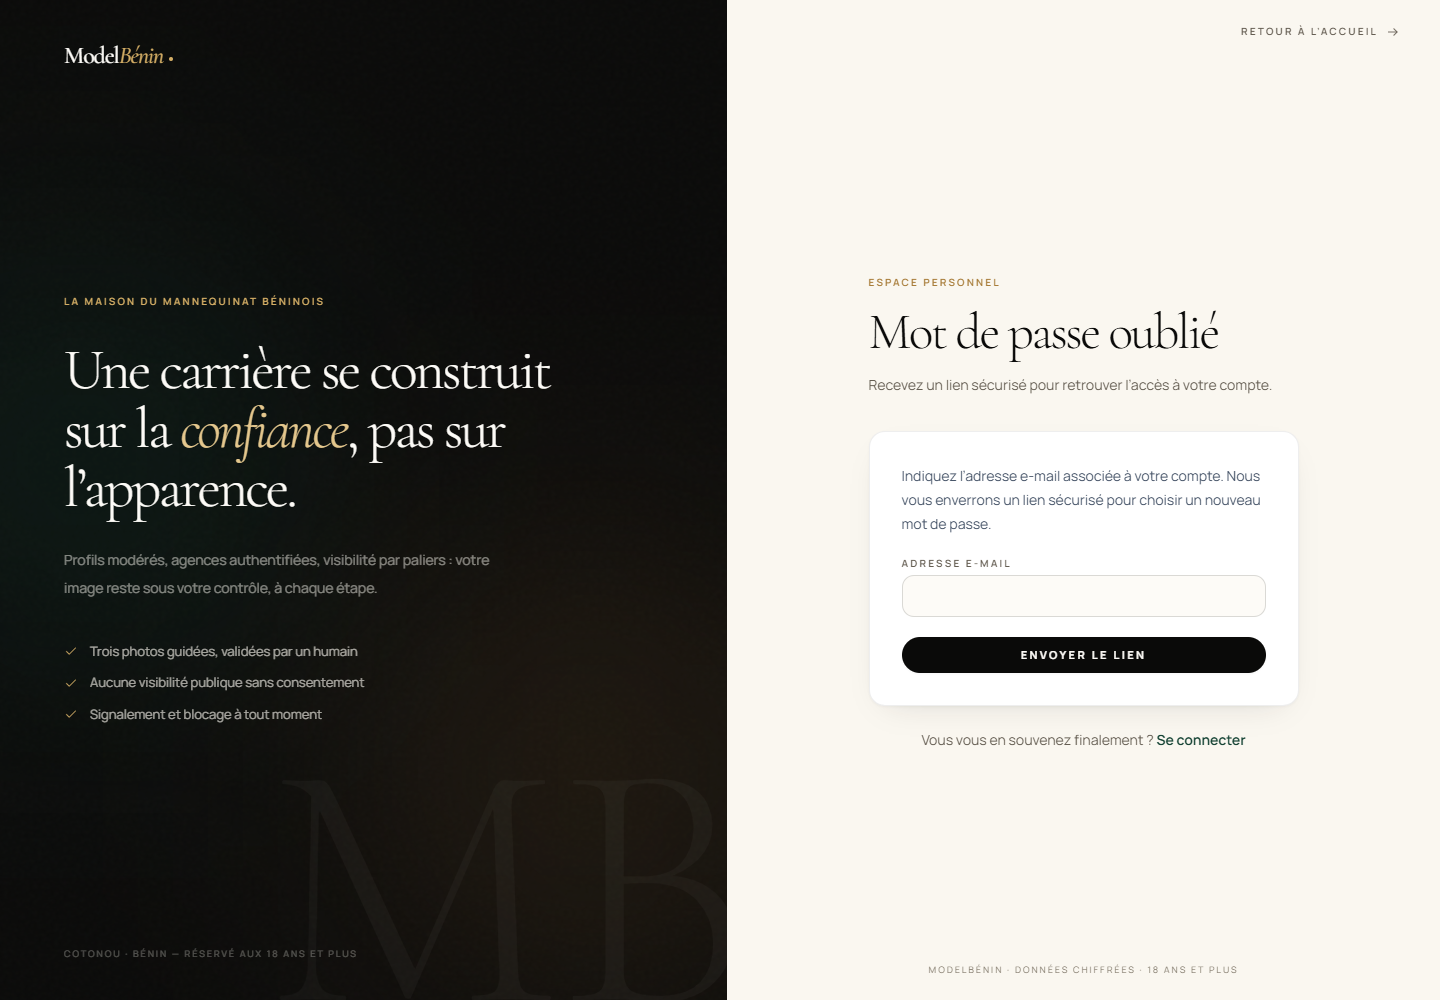 ModelBénin
LA MAISON DU MANNEQUINAT BÉNINOIS
Une carrière se construit
sur la confiance, pas sur
l’apparence.
Profils modérés, agences authentifiées, visibilité par paliers : votre
image reste sous votre contrôle, à chaque étape.
Trois photos guidées, validées par un humain
Aucune visibilité publique sans consentement
Signalement et blocage à tout moment
MB
COTONOU · BÉNIN — RÉSERVÉ AUX 18 ANS ET PLUS
RETOUR À L’ACCUEIL →
ESPACE PERSONNEL
Mot de passe oublié
Recevez un lien sécurisé pour retrouver l’accès à votre compte.
Indiquez l’adresse e-mail associée à votre compte. Nous
vous enverrons un lien sécurisé pour choisir un nouveau
mot de passe.
ADRESSE E-MAIL
ENVOYER LE LIEN
Vous vous en souvenez finalement ? Se connecter
MODELBÉNIN · DONNÉES CHIFFRÉES · 18 ANS ET PLUS